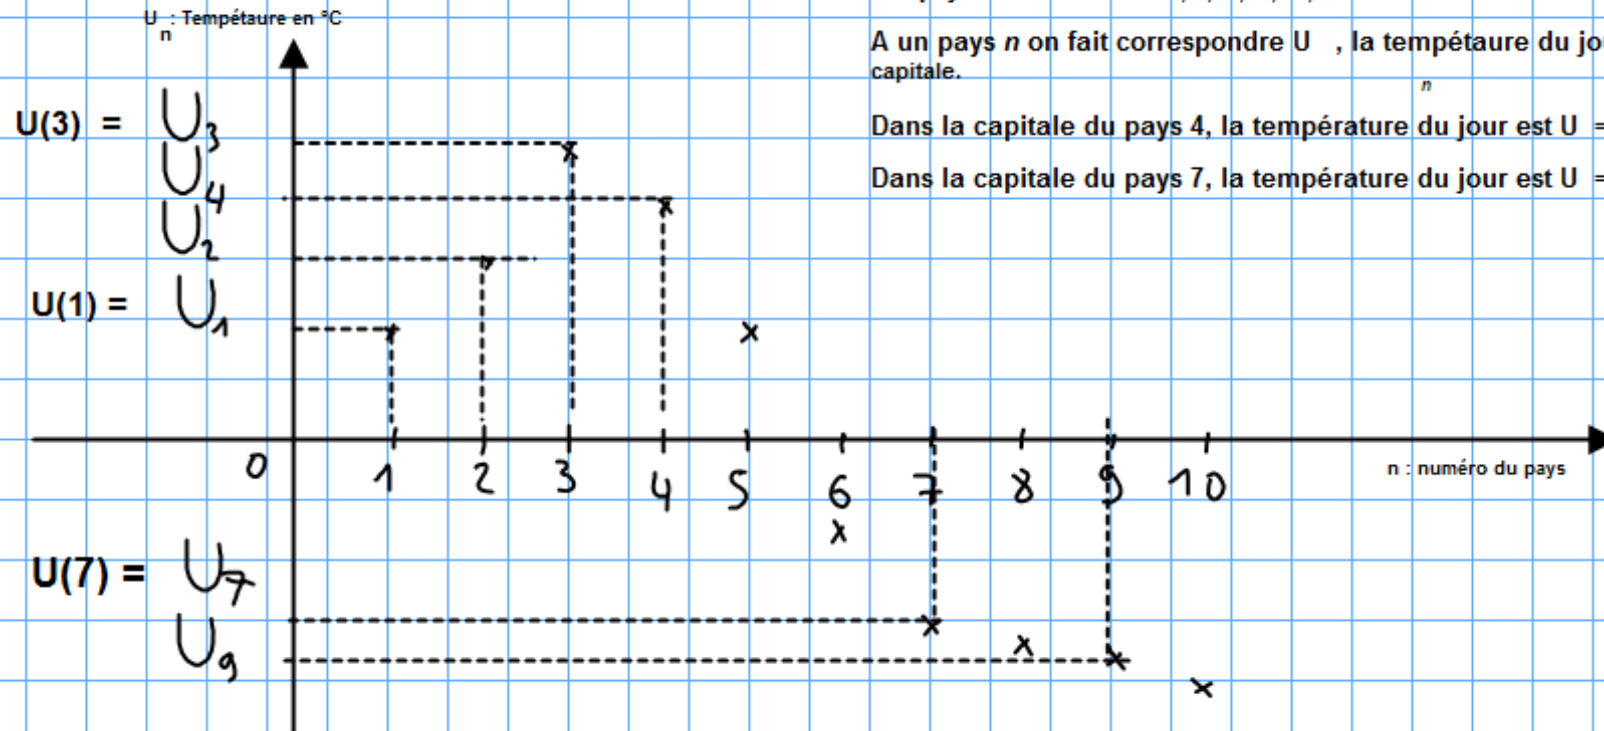 U : Tempétaure en °C
n
A un pays n on fait correspondre U , la tempétaure du jo
capitale.
n
U(3) = U3
Dans la capitale du pays 4, la température du jour est U =
U4
Dans la capitale du pays 7, la température du jour est U =
U2
U(1) = U1
0 1 2 3 4 5 6 7 8 9 10
n : numéro du pays
U(7) = U7
U9